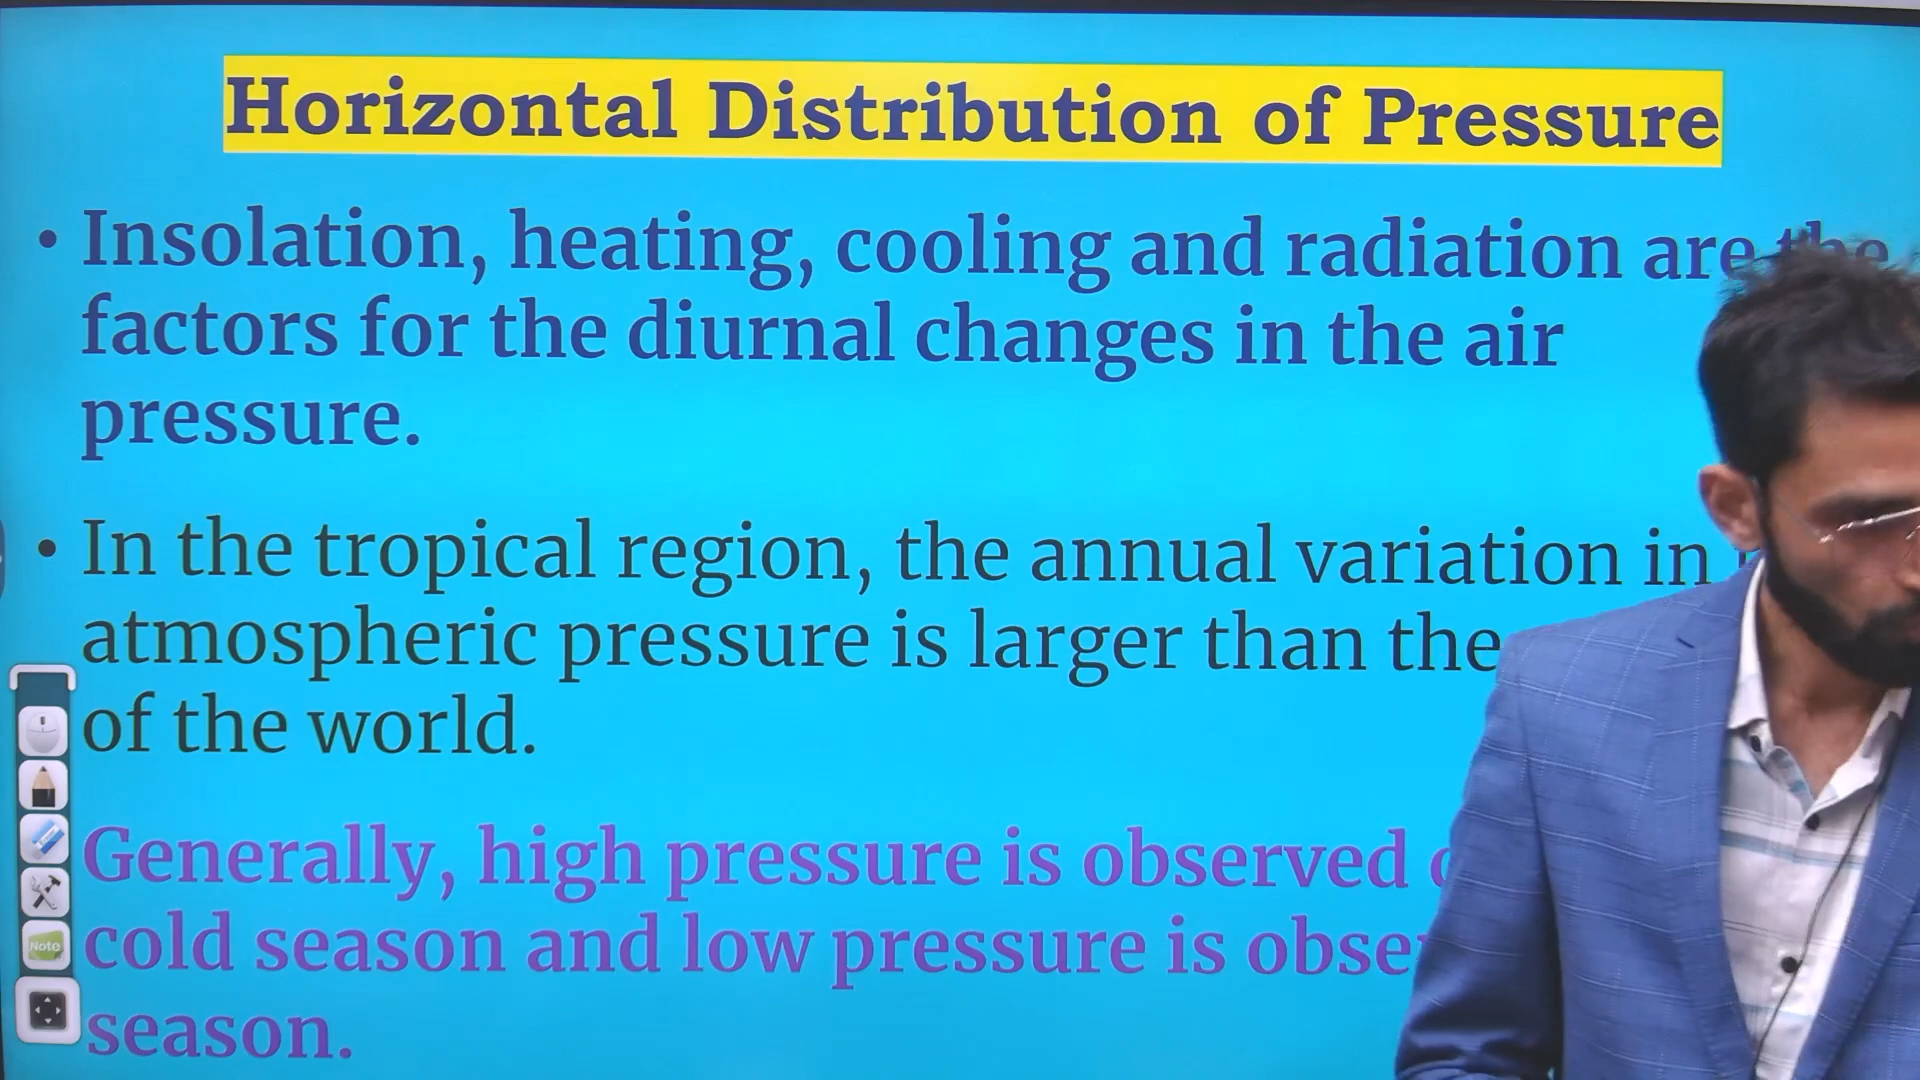 Horizontal Distribution of Pressure
• Insolation, heating, cooling and radiation are the
factors for the diurnal changes in the air
pressure.
• In the tropical region, the annual variation in
atmospheric pressure is larger than the
of the world.
Generally, high pressure is observed
cold season and low pressure is
season.
Note